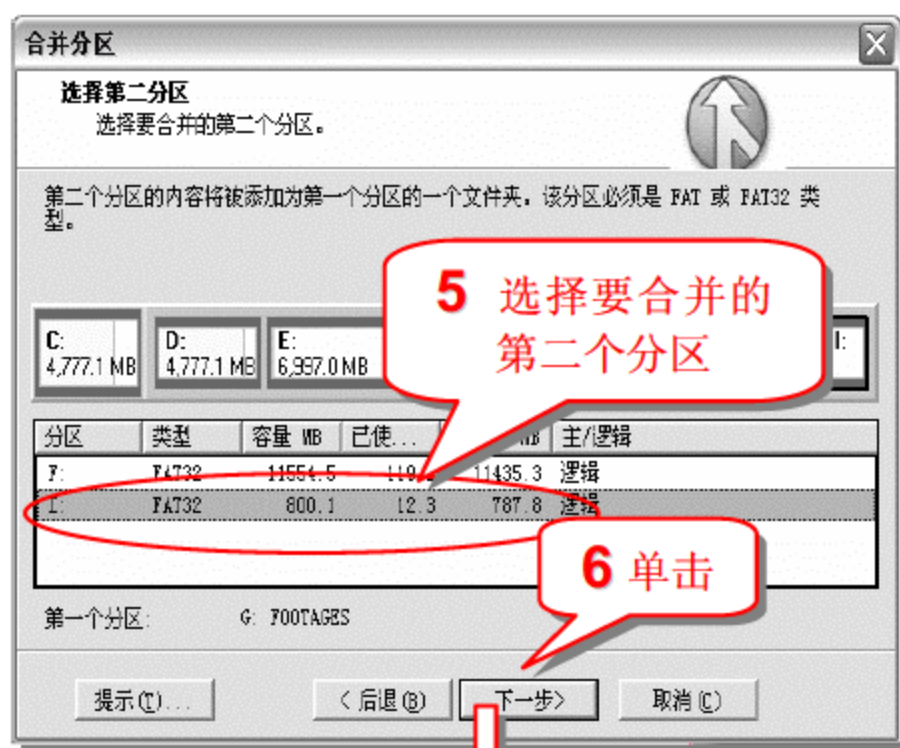 合并分区
选择第二分区
选择要合并的第二个分区。
第二个分区的内容将被添加为第一个分区的一个文件夹。该分区必须是 FAT 或 FAT32 类
型。
5 选择要合并的
第二个分区
C: D: E: I:
4,777.1 MB 4,777.1 MB 6,997.0 MB
分区 类型 容量 MB 已使... MB 主/逻辑
F: FAT32 11554.5 11435.3 逻辑
I: FAT32 800.1 12.3 787.8 逻辑
6 单击
第一个分区: G: FOOTAGES
提示(T)... <后退(B) 下一步> 取消(C)